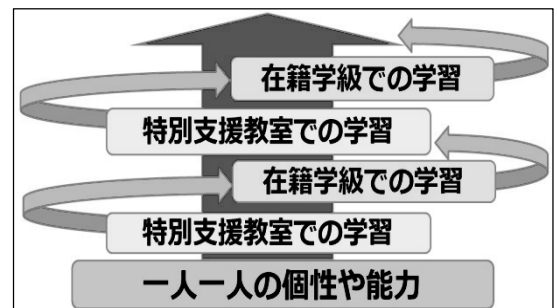 在籍学級での学習
特別支援教室での学習
在籍学級での学習
特別支援教室での学習
一人一人の個性や能力